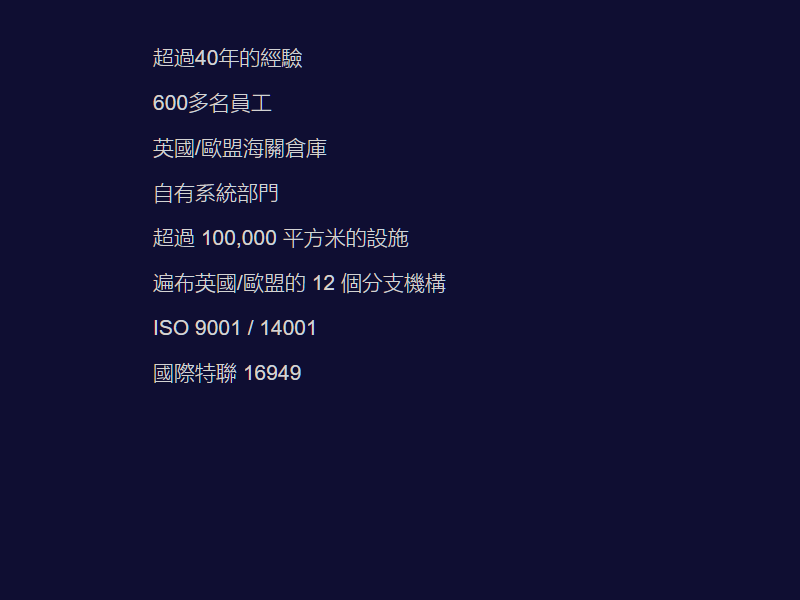 超過40年的經驗
600多名員工
英國/歐盟海關倉庫
自有系統部門
超過 100,000 平方米的設施
遍布英國/歐盟的 12 個分支機構
ISO 9001 / 14001
國際特聯 16949